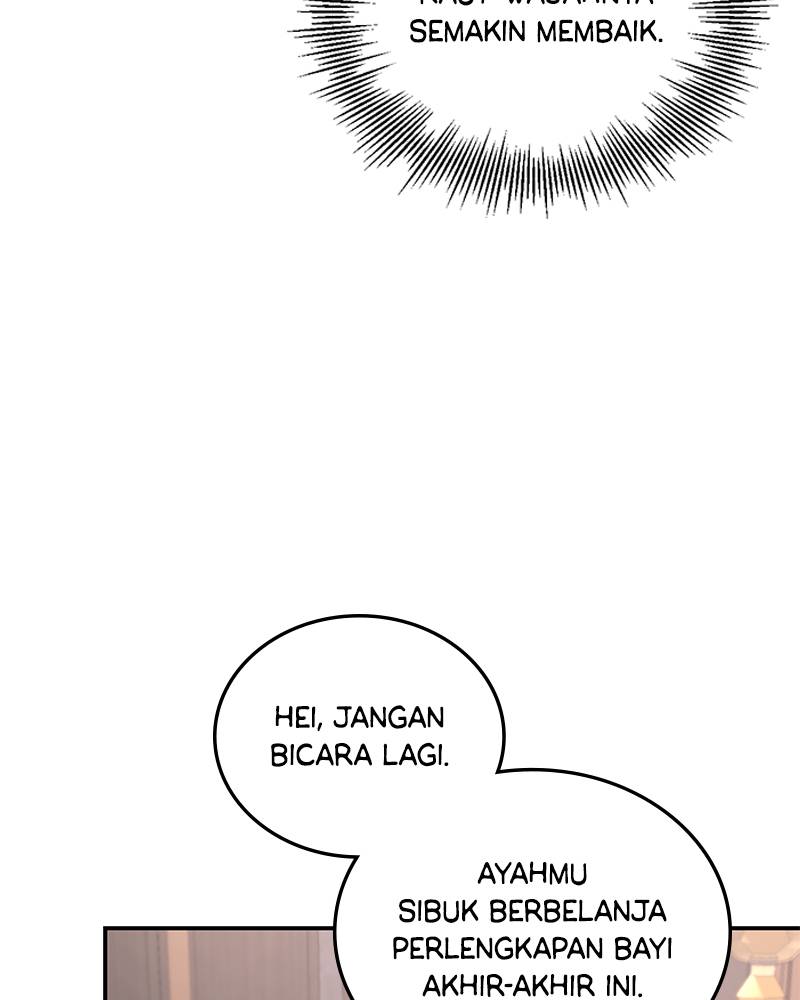 SEMAKIN MEMBAIK.
HEI, JANGAN
BICARA LAGI.
AYAHMU
SIBUK BERBELANJA
PERLENGKAPAN BAYI
AKHIR-AKHIR INI.